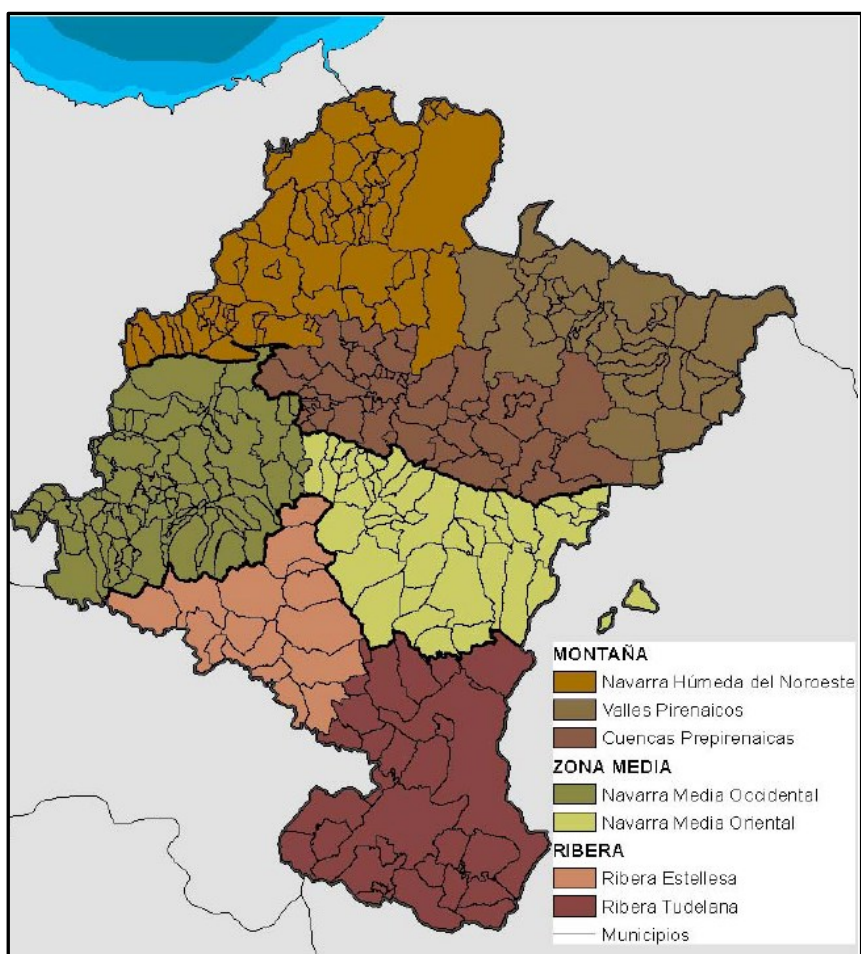 MONTAÑA
Navarra Húmeda del Noroeste
Valles Pirenaicos
Cuencas Prepirenaicas
ZONA MEDIA
Navarra Media Occidental
Navarra Media Oriental
RIBERA
Ribera Estellesa
Ribera Tudelana
Municipios